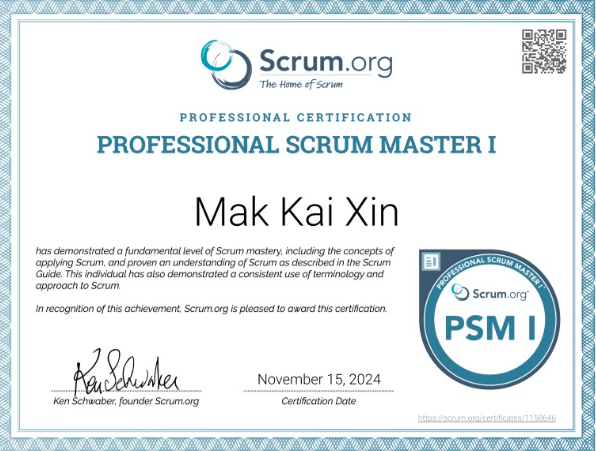 Scrum.org
The Home of Scrum
PROFESSIONAL CERTIFICATION
PROFESSIONAL SCRUM MASTER I
Mak Kai Xin
has demonstrated a fundamental level of Scrum mastery, including the concepts of
applying Scrum, and proven an understanding of Scrum as described in the Scrum
Guide. This individual has also demonstrated a consistent use of terminology and
approach to Scrum.
In recognition of this achievement, Scrum.org is pleased to award this certification.
PROFESSIONAL SCRUM MASTER I
Scrum.org
PSM I
Ken Schwaber
November 15, 2024
Ken Schwaber, founder Scrum.org
Certification Date
https://scrum.org/certificates/1158646